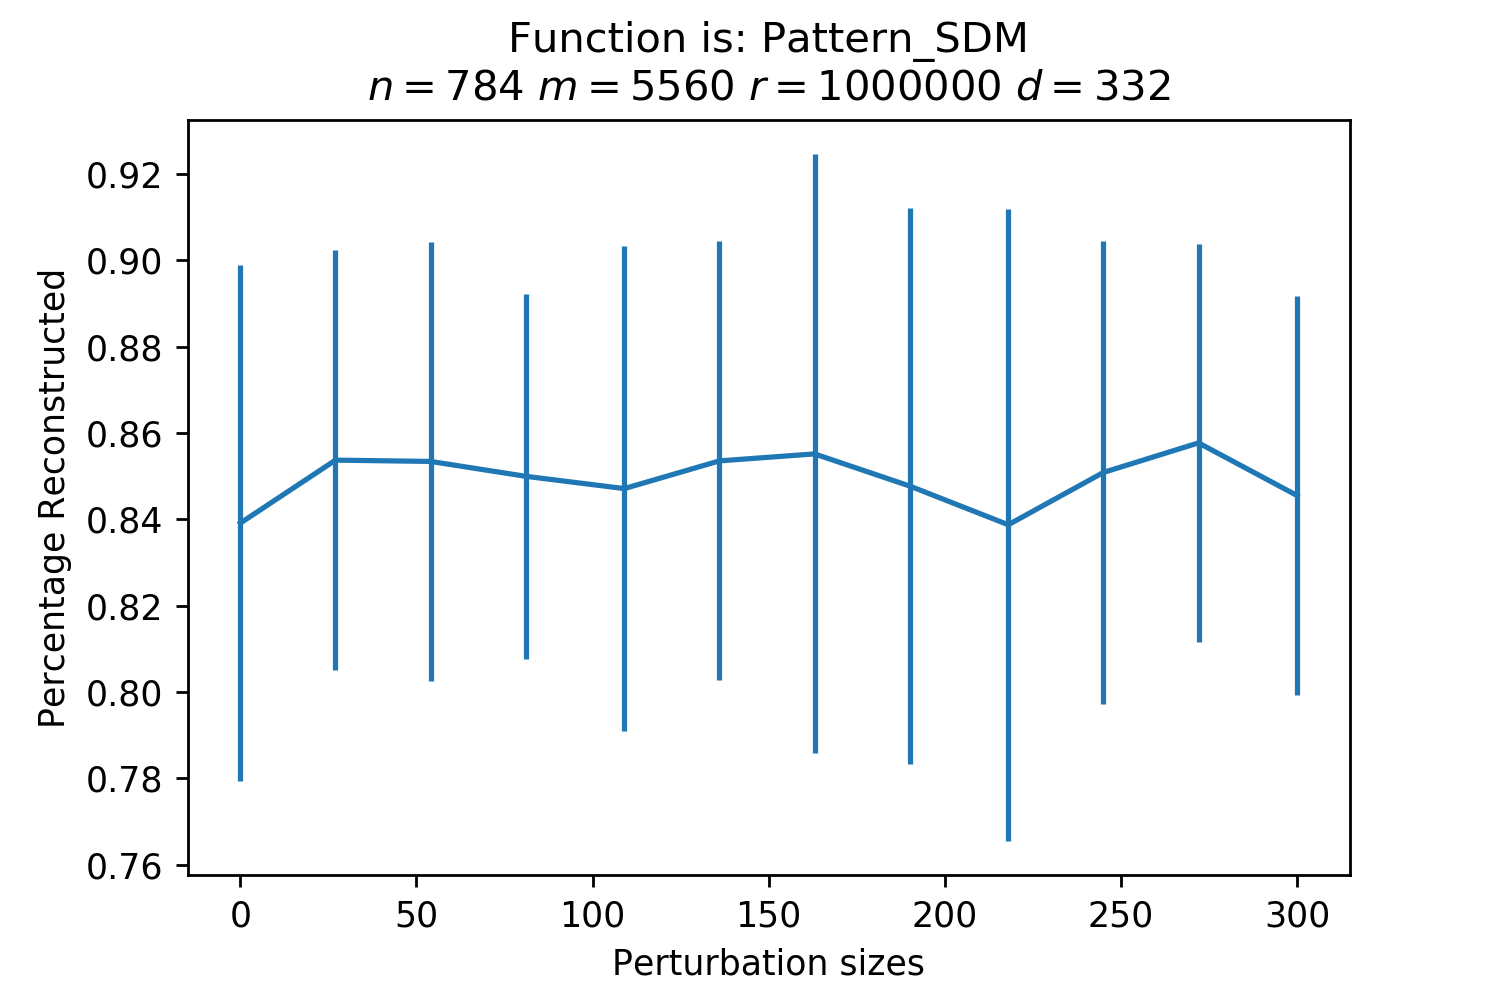 Function is: Pattern_SDM
n = 784 m = 5560 r = 1000000 d = 332
0.92
0.90
0.88
0.86
0.84
0.82
0.80
0.78
0.76
Percentage Reconstructed
0 50 100 150 200 250 300
Perturbation sizes